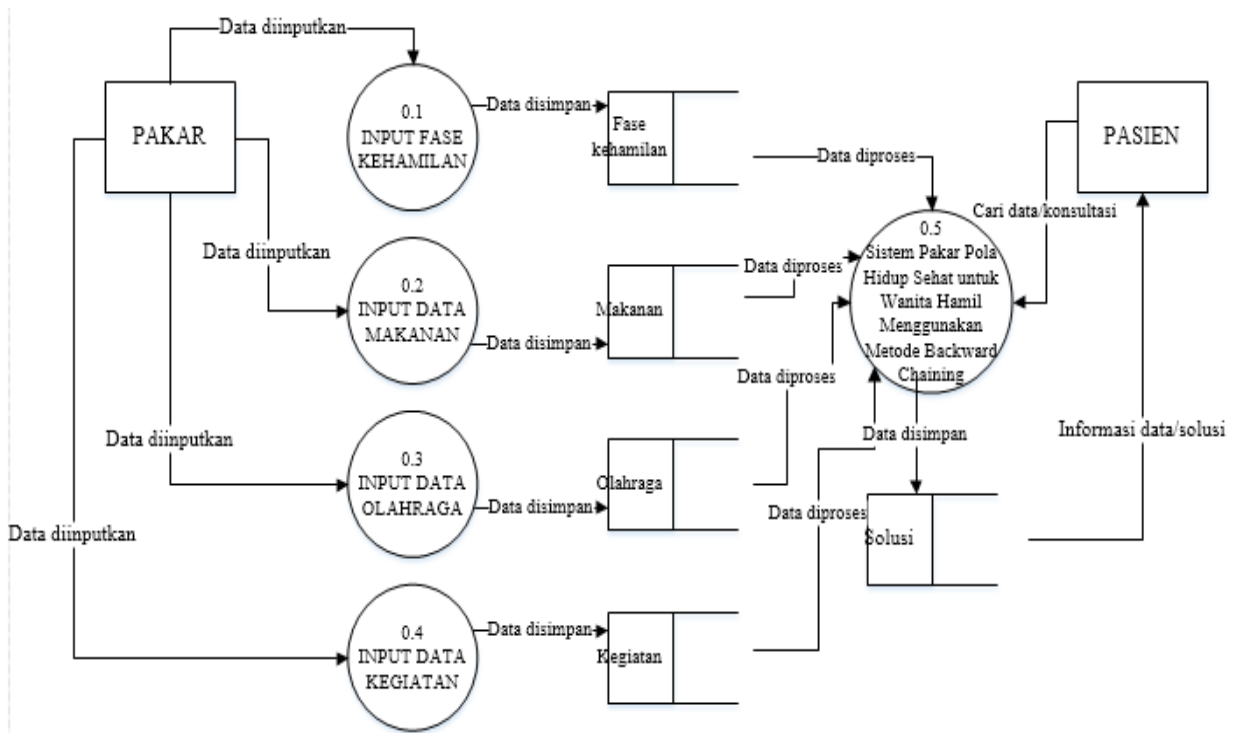 Data diinputkan
PAKAR
0.1
INPUT FASE
KEHAMILAN
Data disimpan
Fase
kehamilan
Data diproses
PASIEN
Cari data/konsultasi
Data diinputkan
0.2
INPUT DATA
MAKANAN
Data disimpan
Makanan
Data diproses
0.5
Sistem Pakar Pola
Hidup Sehat untuk
Wanita Hamil
Menggunakan
Metode Backward
Chaining
Data diproses
Data diinputkan
0.3
INPUT DATA
OLAHRAGA
Data disimpan
Olahraga
Data disimpan
Informasi data/solusi
Data diproses
Solusi
Data diinputkan
0.4
INPUT DATA
KEGIATAN
Data disimpan
Kegiatan